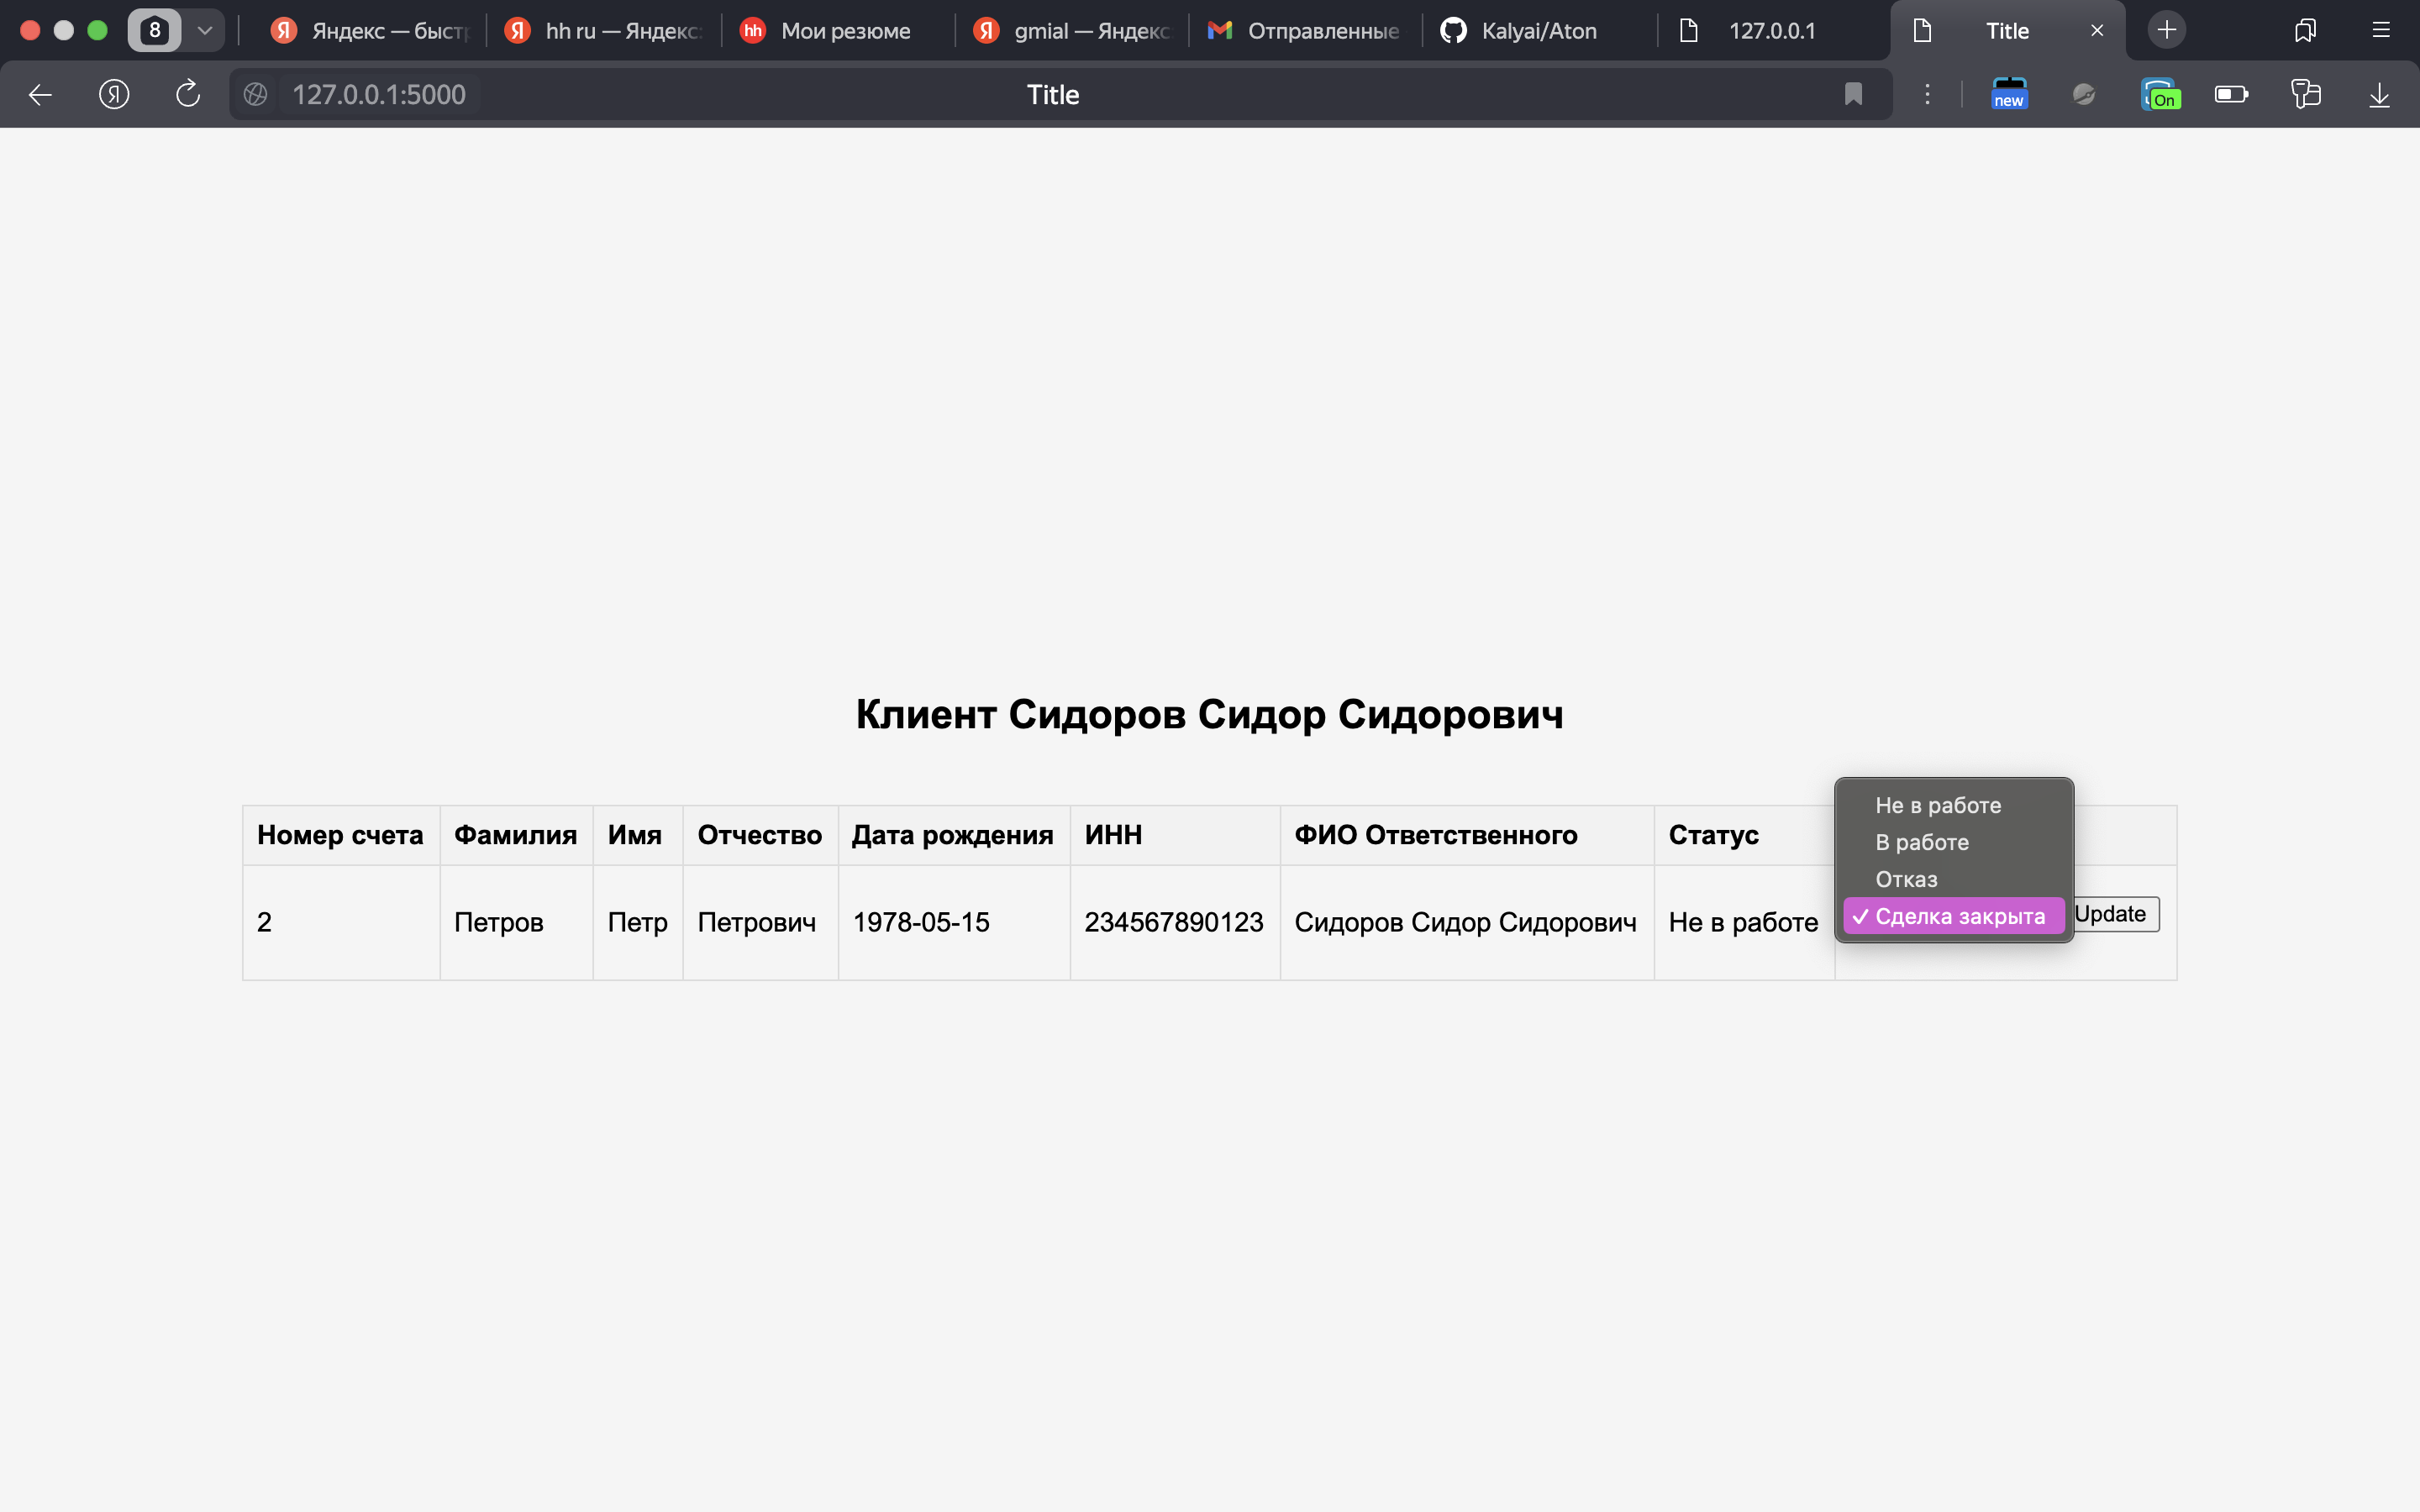 8
Яндекс — быст
hh ru — Яндекс
Мои резюме
gmial — Яндекс
Отправленные
Kalyai/Aton
127.0.0.1
Title
127.0.0.1:5000
Title
new
On
Клиент Сидоров Сидор Сидорович
Номер счета Фамилия Имя Отчество Дата рождения ИНН ФИО Ответственного Статус
2 Петров Петр Петрович 1978-05-15 234567890123 Сидоров Сидор Сидорович Не в работе
Не в работе
В работе
Отказ
✓ Сделка закрыта
Update